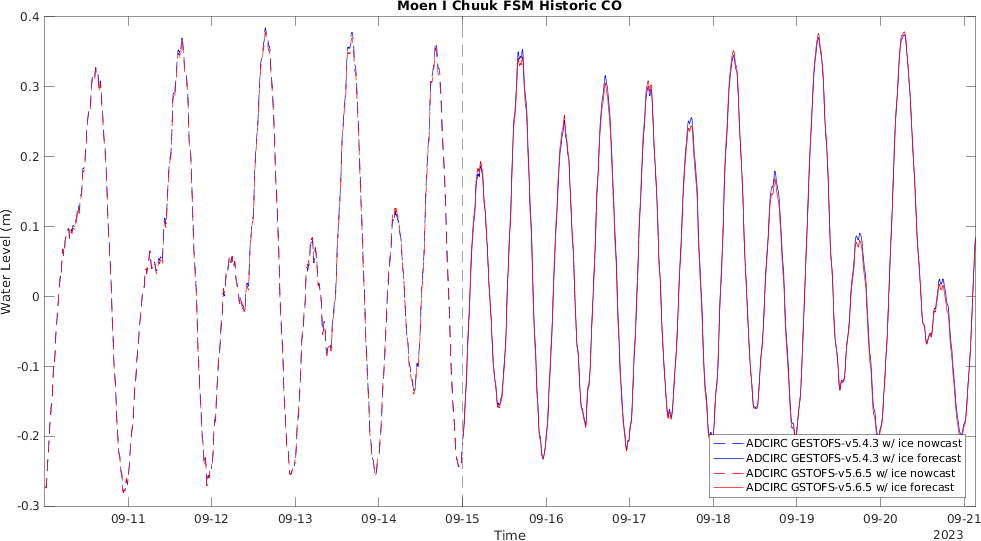 Moen I Chuuk FSM Historic CO
0.4
0.3
0.2
0.1
0
-0.1
-0.2
-0.3
Water Level (m)
ADCIRC GESTOFS-v5.4.3 w/ ice nowcast
ADCIRC GESTOFS-v5.4.3 w/ ice forecast
ADCIRC GSTOFS-v5.6.5 w/ ice nowcast
ADCIRC GSTOFS-v5.6.5 w/ ice forecast
09-11 09-12 09-13 09-14 09-15 09-16 09-17 09-18 09-19 09-20 09-21
Time
2023